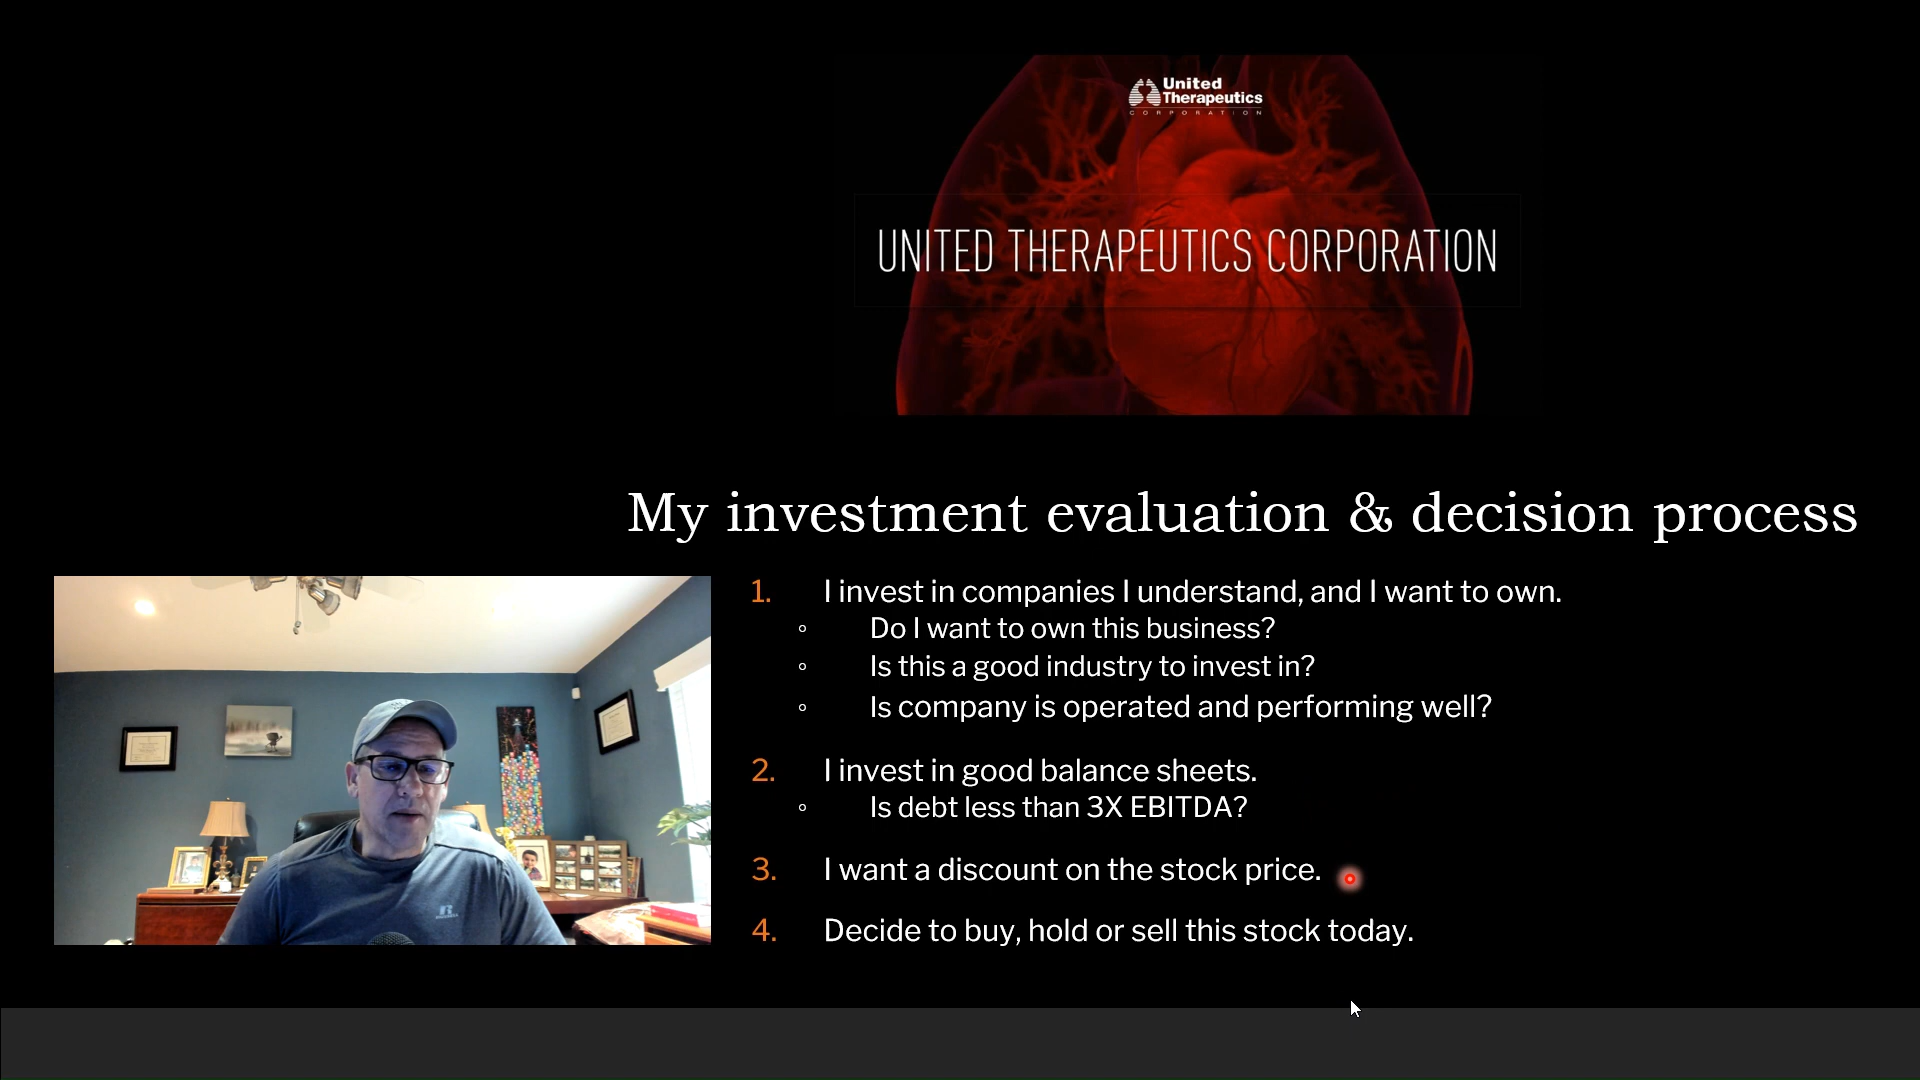 United
Therapeutics
CORPORATION
UNITED THERAPEUTICS CORPORATION
My investment evaluation & decision process
1. I invest in companies I understand, and I want to own.
◦ Do I want to own this business?
◦ Is this a good industry to invest in?
◦ Is company is operated and performing well?
2. I invest in good balance sheets.
◦ Is debt less than 3X EBITDA?
3. I want a discount on the stock price.
4. Decide to buy, hold or sell this stock today.